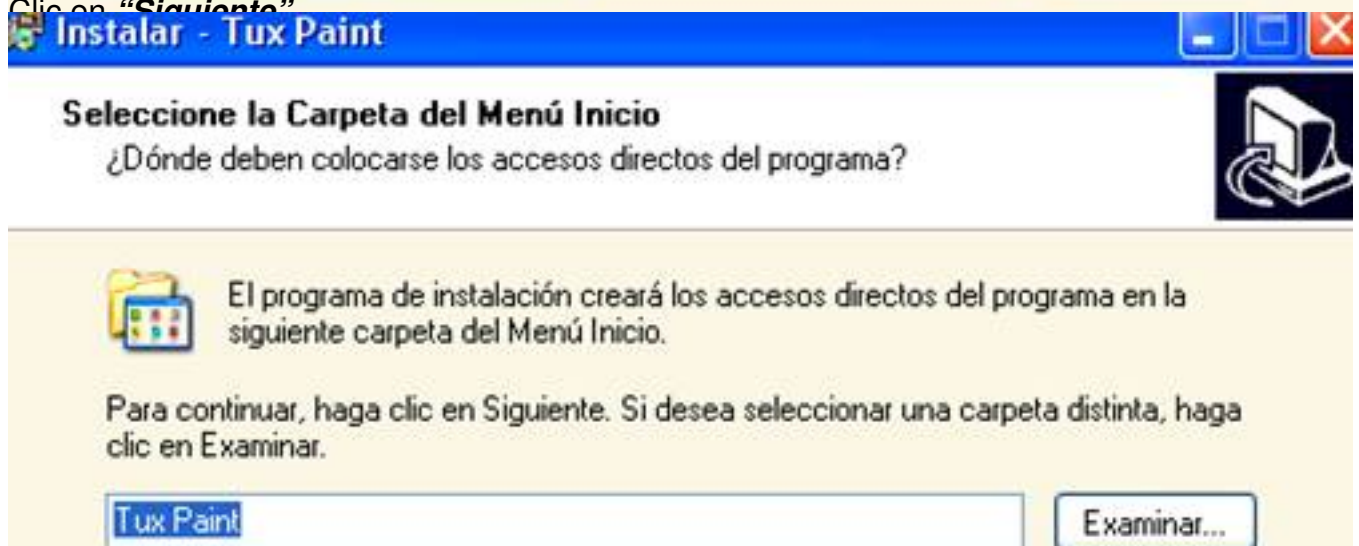 Clic en “Siguiente”
Instalar - Tux Paint
Seleccione la Carpeta del Menú Inicio
¿Dónde deben colocarse los accesos directos del programa?
El programa de instalación creará los accesos directos del programa en la
siguiente carpeta del Menú Inicio.
Para continuar, haga clic en Siguiente. Si desea seleccionar una carpeta distinta, haga
clic en Examinar.
Tux Paint
Examinar...